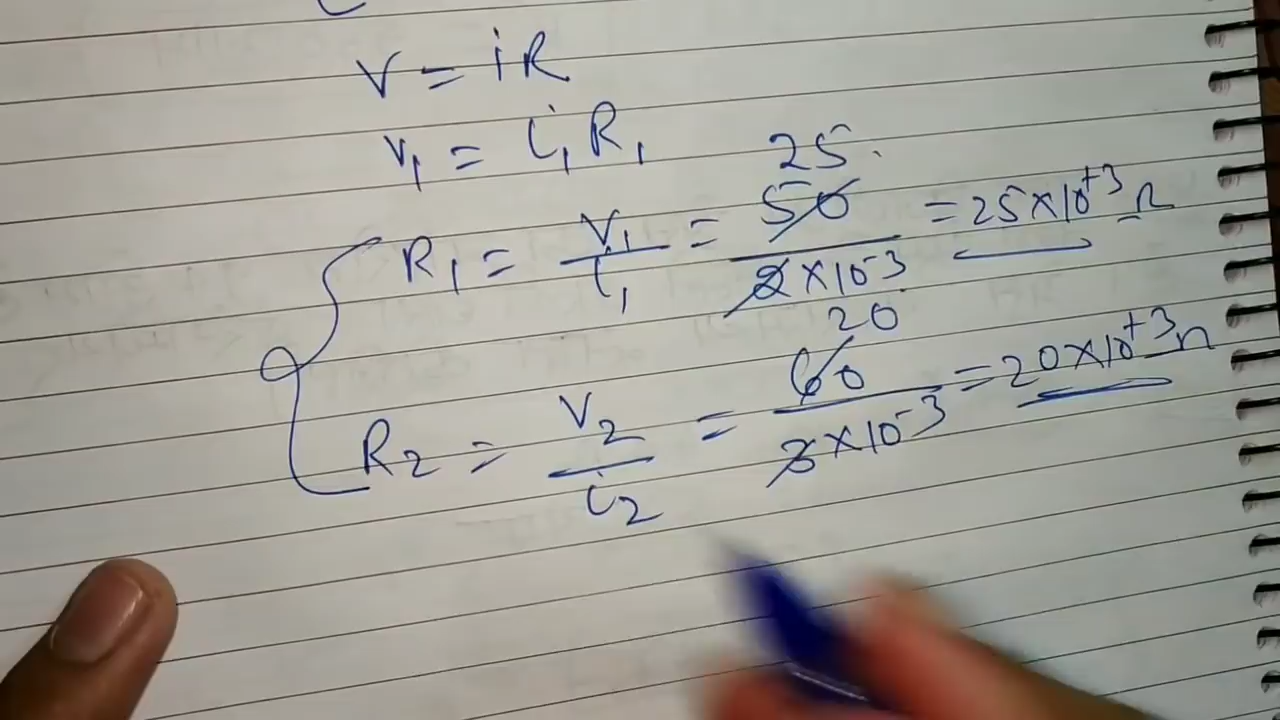 V = iR
V₁ = i₁R₁
R₁ = V₁/i₁ = 25 50/2×10⁻³ = 25×10⁺³ Ω
R₂ = V₂/i₂ = 20 60/3×10⁻³ = 20×10⁺³ Ω